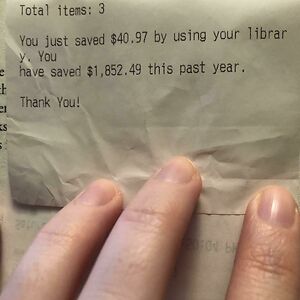 Total items: 3
You just saved $40.97 by using your librar
y. You
have saved $1,852.49 this past year.
Thank You!